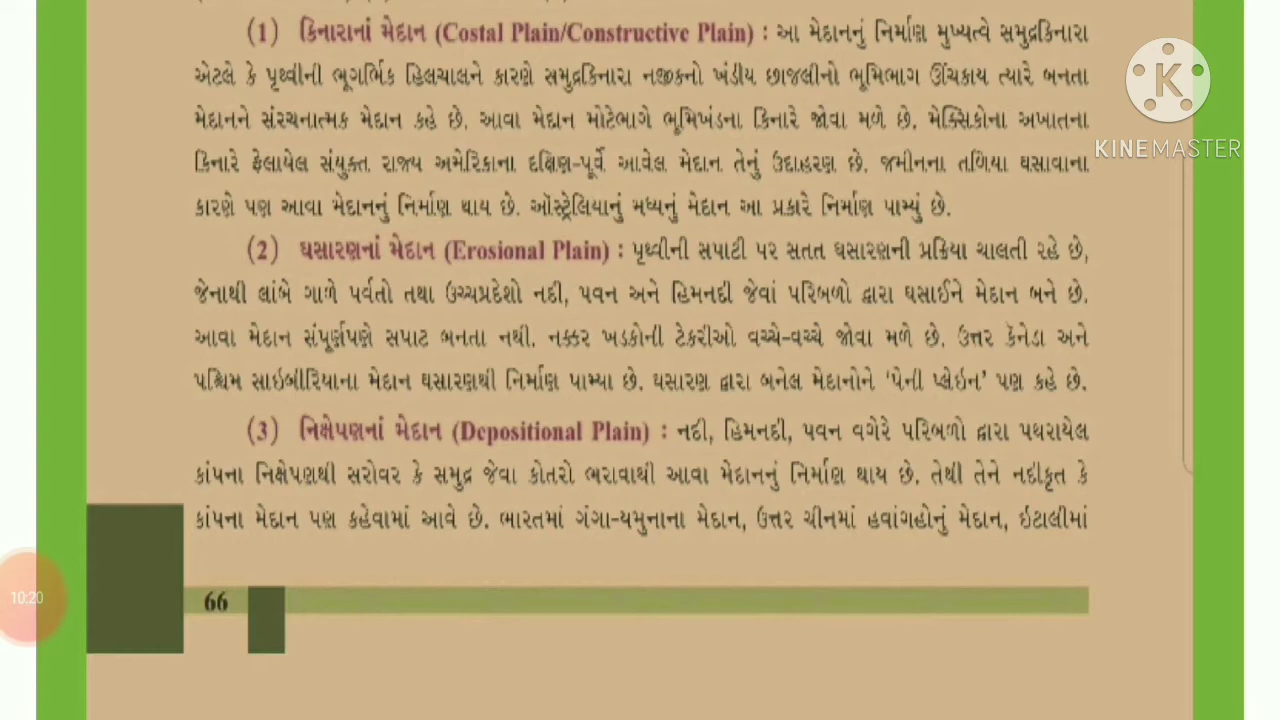 (1) કિનારાનાં મેદાન (Costal Plain/Constructive Plain) : આ મેદાનનું નિર્માણ મુખ્યત્વે સમુદ્રકિનારા
એટલે કે પૃથ્વીની ભૂગર્ભિક હિલચાલને કારણે સમુદ્રકિનારા નજીકનો ખંડીય છાજલીનો ભૂમિભાગ ઊંચકાય ત્યારે બનતા
મેદાનને સંરચનાત્મક મેદાન કહે છે. આવા મેદાન મોટેભાગે ભૂમિખંડના કિનારે જોવા મળે છે. મેક્સિકોના અખાતના
કિનારે ફેલાયેલ સંયુક્ત રાજ્ય અમેરિકાના દક્ષિણ-પૂર્વે આવેલ મેદાન તેનું ઉદાહરણ છે. જમીનના તળિયા ઘસાવાના
કારણે પણ આવા મેદાનનું નિર્માણ થાય છે. ઑસ્ટ્રેલિયાનું મધ્યનું મેદાન આ પ્રકારે નિર્માણ પામ્યું છે.
(2) ઘસારણનાં મેદાન (Erosional Plain) : પૃથ્વીની સપાટી પર સતત ઘસારણની પ્રક્રિયા ચાલતી રહે છે,
જેનાથી લાંબે ગાળે પર્વતો તથા ઉચ્ચપ્રદેશો નદી, પવન અને હિમનદી જેવાં પરિબળો દ્વારા ઘસાઈને મેદાન બને છે.
આવા મેદાન સંપૂર્ણપણે સપાટ બનતા નથી. નક્કર ખડકોની ટેકરીઓ વચ્ચે-વચ્ચે જોવા મળે છે. ઉત્તર કૅનેડા અને
પશ્ચિમ સાઇબીરિયાના મેદાન ઘસારણથી નિર્માણ પામ્યા છે. ઘસારણ દ્વારા બનેલ મેદાનોને ‘પેની પ્લેઇન’ પણ કહે છે.
(3) નિક્ષેપણનાં મેદાન (Depositional Plain) : નદી, હિમનદી, પવન વગેરે પરિબળો દ્વારા પથરાયેલ
કાંપના નિક્ષેપણથી સરોવર કે સમુદ્ર જેવા કોતરો ભરાવાથી આવા મેદાનનું નિર્માણ થાય છે. તેથી તેને નદીકૃત કે
કાંપના મેદાન પણ કહેવામાં આવે છે. ભારતમાં ગંગા-યમુનાના મેદાન, ઉત્તર ચીનમાં હવાંગહોનું મેદાન, ઇટાલીમાં
66
10:20
K
KINEMASTER